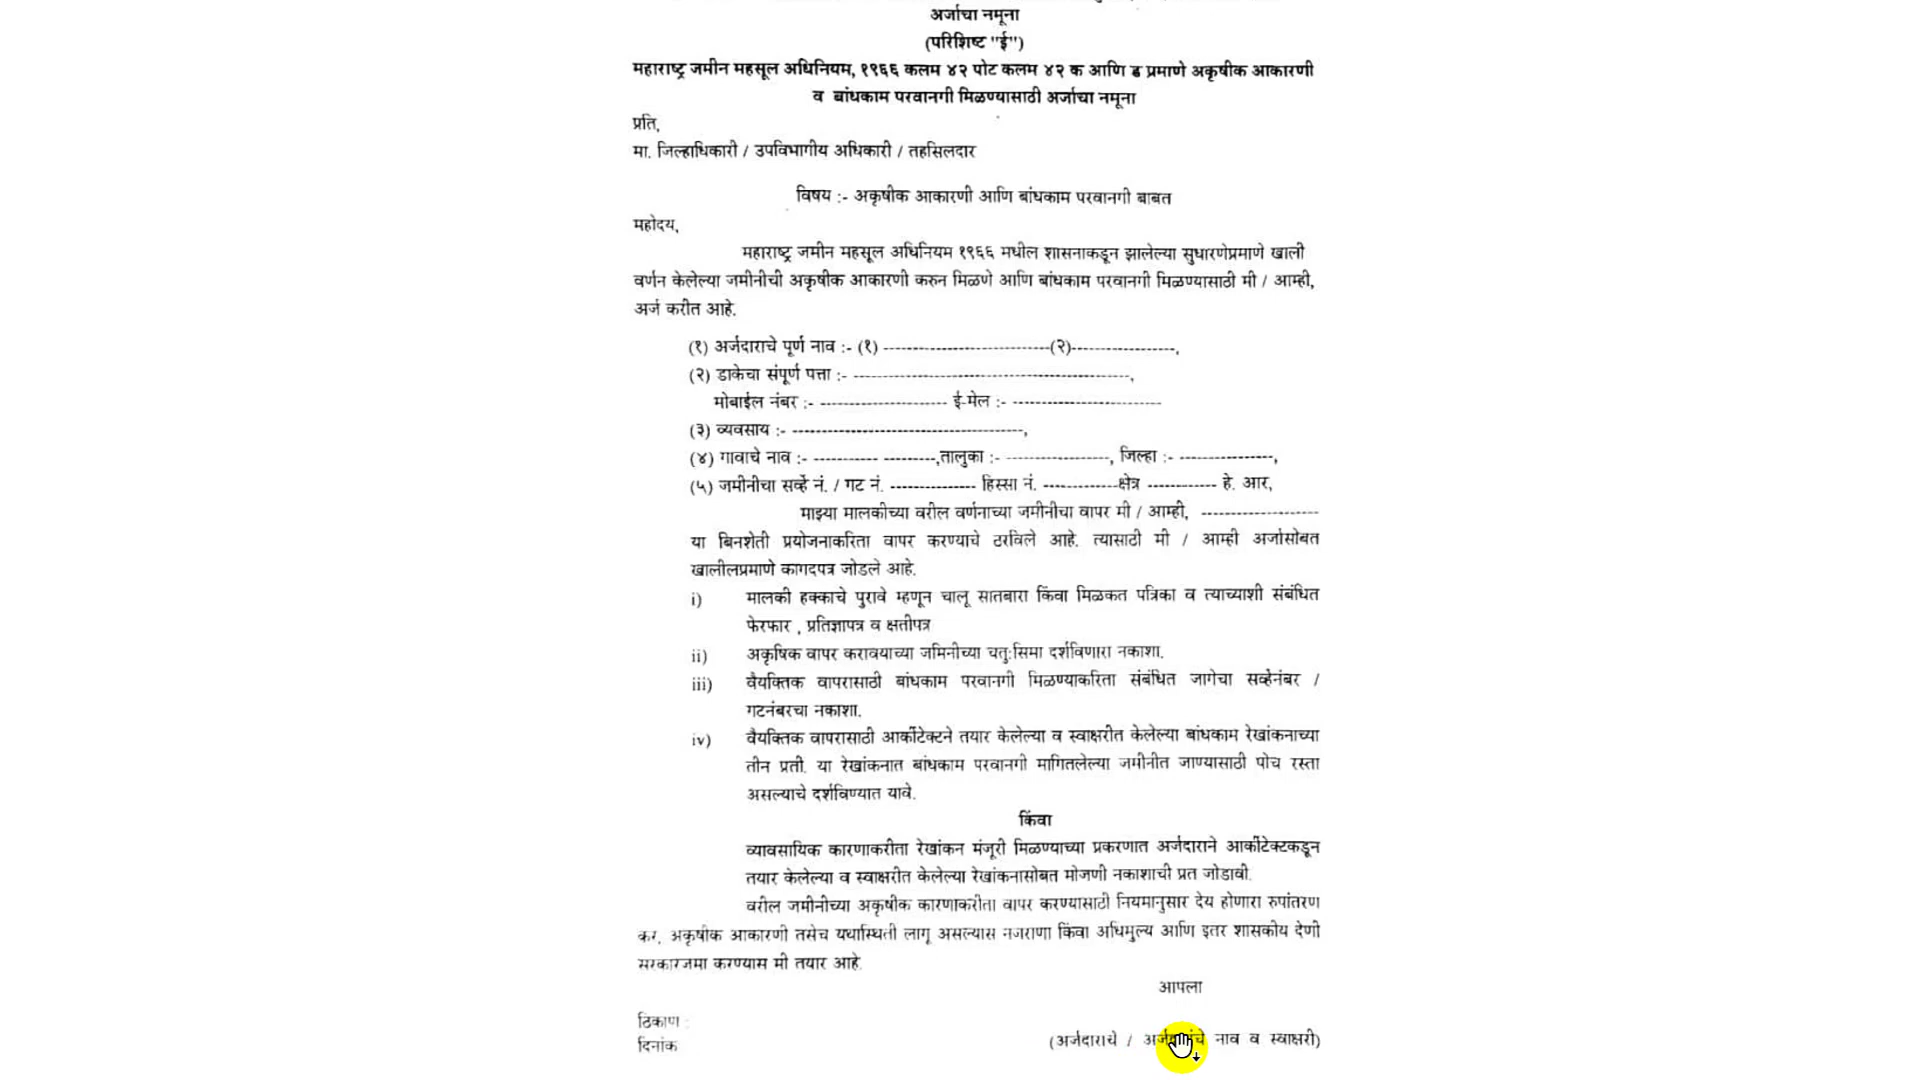 अर्जाचा नमूना
(परिशिष्ट "ई")
महाराष्ट्र जमीन महसूल अधिनियम, १९६६ कलम ४२ पोट कलम ४२ क आणि ड प्रमाणे अकृषीक आकारणी
व बांधकाम परवानगी मिळण्यासाठी अर्जाचा नमूना
प्रति,
मा. जिल्हाधिकारी / उपविभागीय अधिकारी / तहसिलदार
विषय :- अकृषीक आकारणी आणि बांधकाम परवानगी बाबत
महोदय,
महाराष्ट्र जमीन महसूल अधिनियम १९६६ मधील शासनाकडून झालेल्या सुधारणेप्रमाणे खाली
वर्णन केलेल्या जमीनीची अकृषीक आकारणी करुन मिळणे आणि बांधकाम परवानगी मिळण्यासाठी मी / आम्ही,
अर्ज करीत आहे.
(१) अर्जदाराचे पूर्ण नाव :- (१) ----------------------------(२)------------------,
(२) डाकेचा संपूर्ण पत्ता :- -----------------------------------------------,
मोबाईल नंबर :- ---------------------- ई-मेल :- --------------------------
(३) व्यवसाय :- ----------------------------------------,
(४) गावाचे नाव :- ----------- ---------,तालुका :- ------------------, जिल्हा :- ----------------,
(५) जमीनीचा सर्व्हे नं. / गट नं. --------------- हिस्सा नं. -------------क्षेत्र ------------ हे. आर,
माझ्या मालकीच्या वरील वर्णनाच्या जमीनीचा वापर मी / आम्ही, --------------------
या बिनशेती प्रयोजनाकरिता वापर करण्याचे ठरविले आहे. त्यासाठी मी / आम्ही अर्जासोबत
खालीलप्रमाणे कागदपत्र जोडले आहे.
i) मालकी हक्काचे पुरावे म्हणून चालू सातबारा किंवा मिळकत पत्रिका व त्याच्याशी संबंधित
फेरफार , प्रतिज्ञापत्र व क्षतीपत्र
ii) अकृषिक वापर करावयाच्या जमिनीच्या चतु:सिमा दर्शविणारा नकाशा.
iii) वैयक्तिक वापरासाठी बांधकाम परवानगी मिळण्याकरिता संबंधित जागेचा सर्व्हेनंबर /
गटनंबरचा नकाशा.
iv) वैयक्तिक वापरासाठी आर्कीटेक्टने तयार केलेल्या व स्वाक्षरीत केलेल्या बांधकाम रेखांकनाच्या
तीन प्रती. या रेखांकनात बांधकाम परवानगी मागितलेल्या जमीनीत जाण्यासाठी पोच रस्ता
असल्याचे दर्शविण्यात यावे.
किंवा
व्यावसायिक कारणाकरीता रेखांकन मंजूरी मिळण्याच्या प्रकरणात अर्जदाराने आर्कीटेक्टकडून
तयार केलेल्या व स्वाक्षरीत केलेल्या रेखांकनासोबत मोजणी नकाशाची प्रत जोडावी.
वरील जमीनीच्या अकृषीक कारणाकरीता वापर करण्यासाठी नियमानुसार देय होणारा रुपांतरण
कर, अकृषीक आकारणी तसेच यथास्थिती लागू असल्यास नजराणा किंवा अधिमुल्य आणि इतर शासकीय देणी
सरकारजमा करण्यास मी तयार आहे.
आपला
ठिकाण :
दिनांक
(अर्जदाराचे / नाव व स्वाक्षरी)